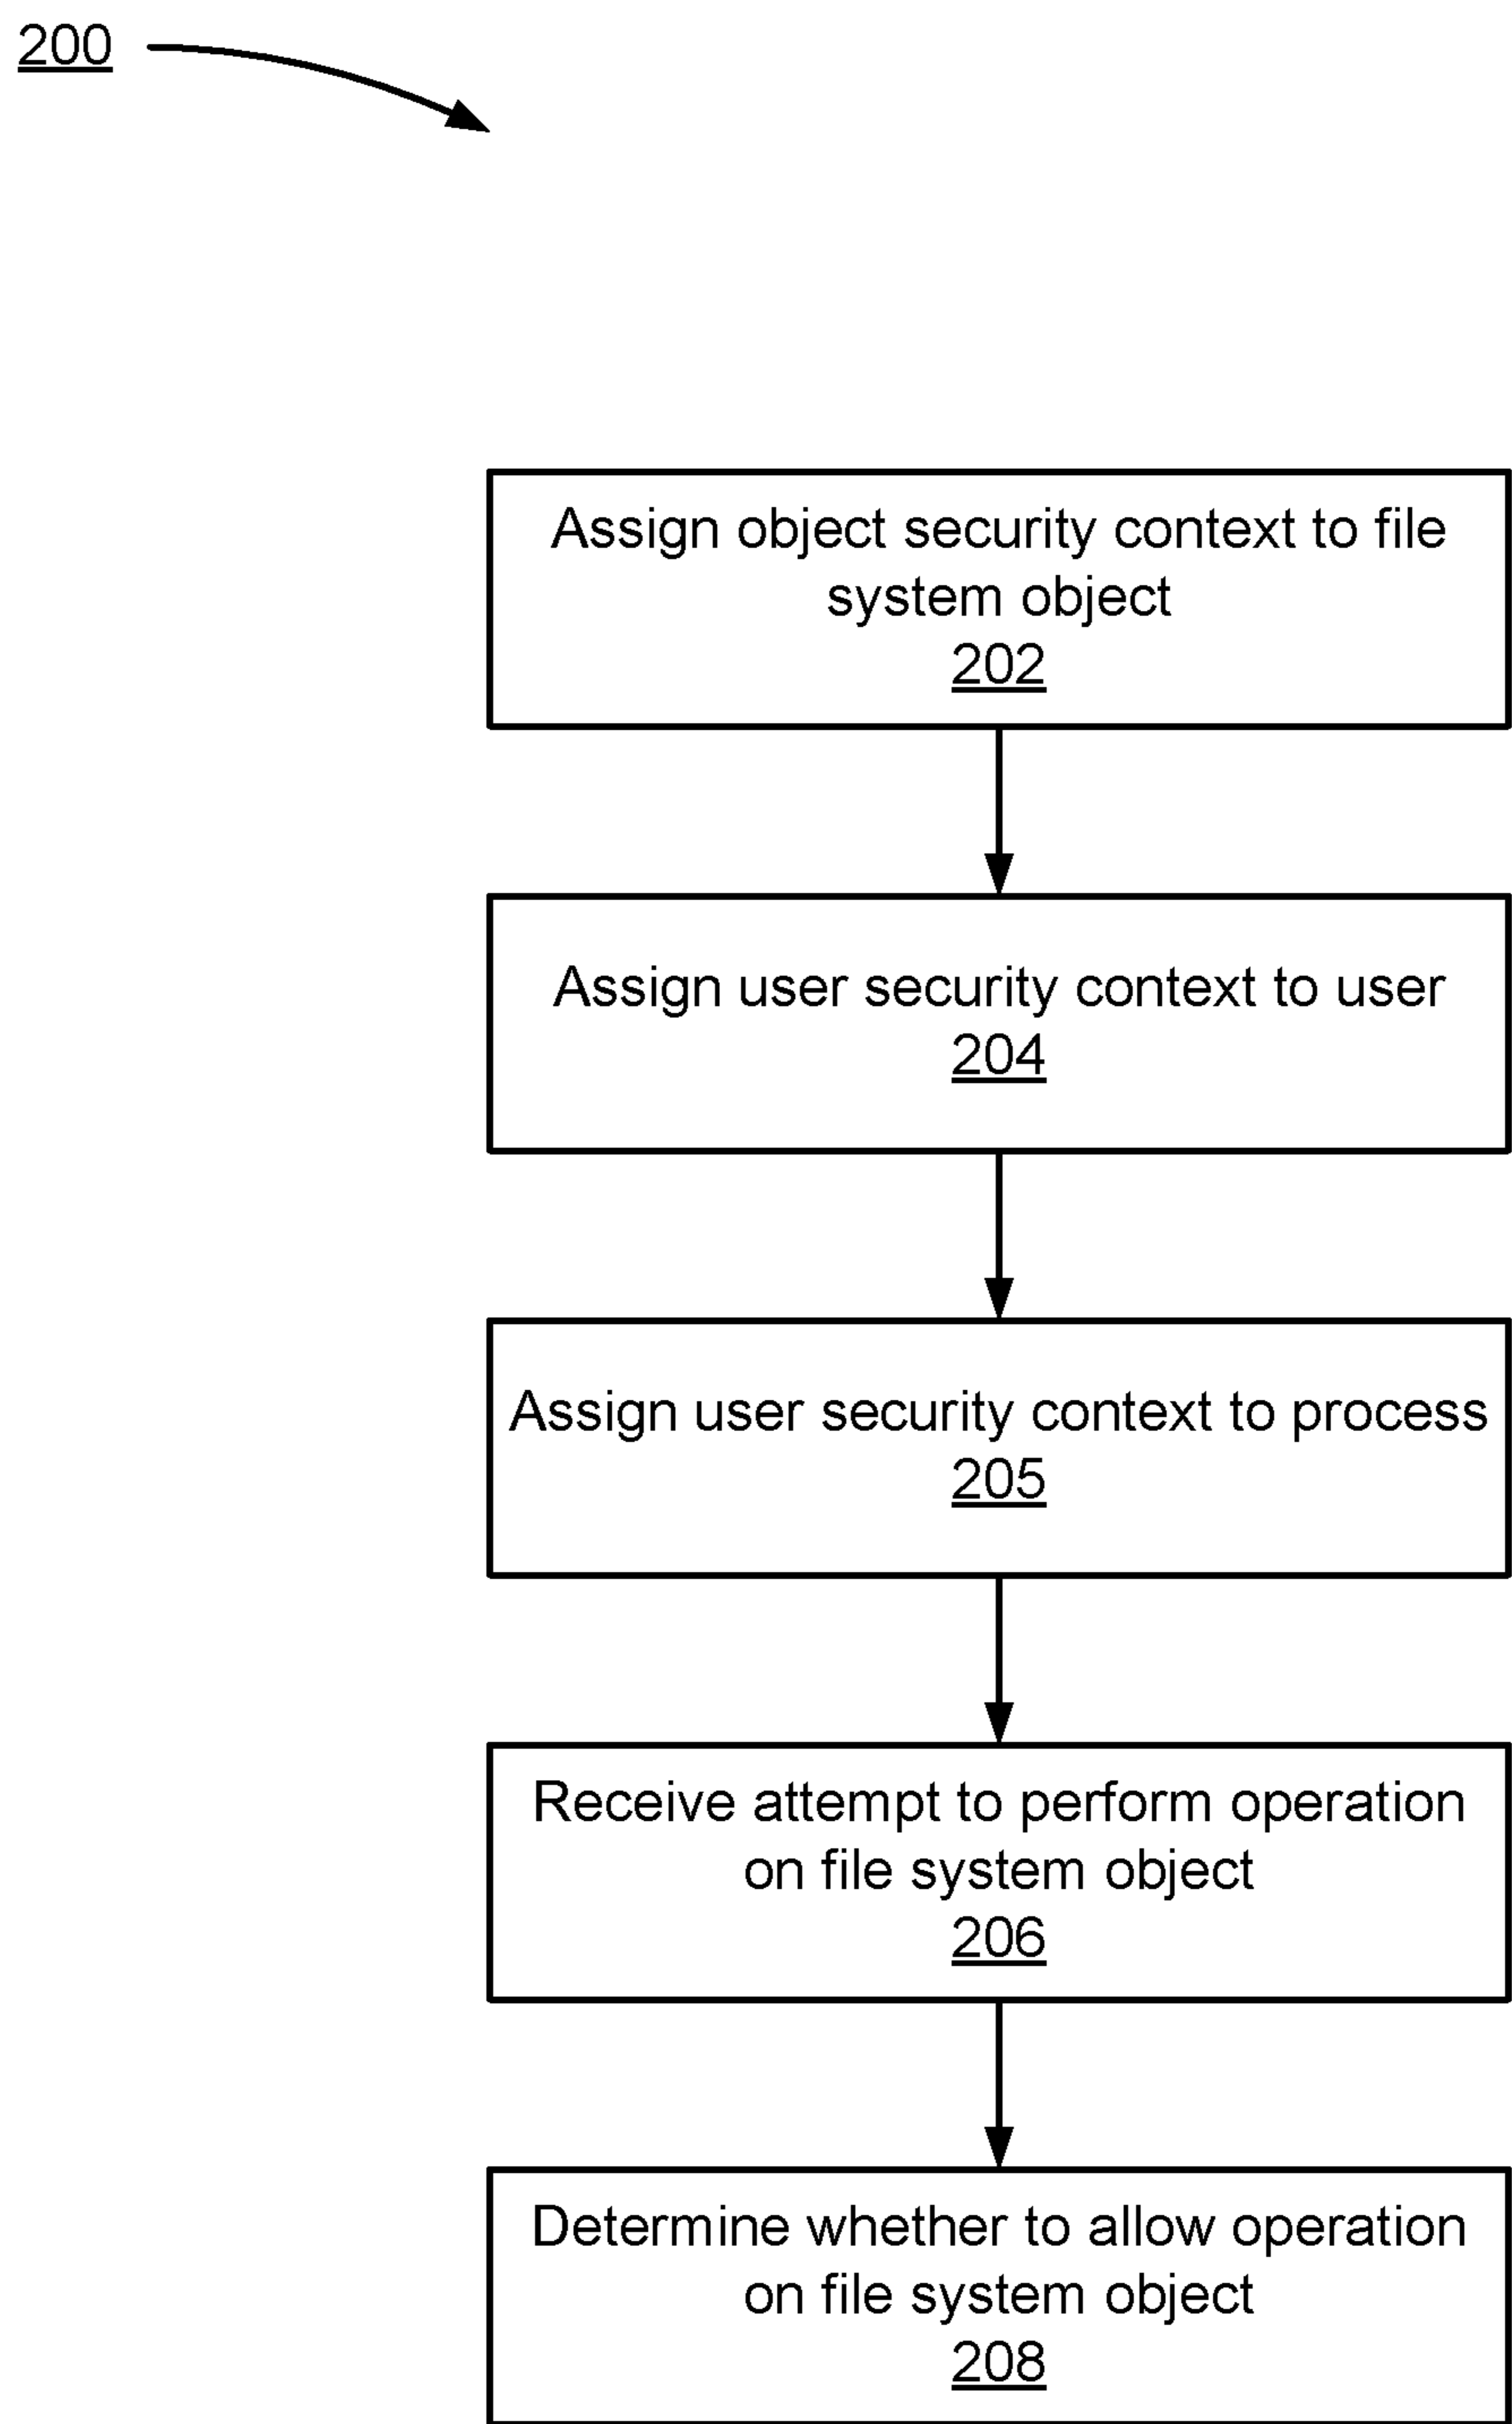 200
Assign object security context to file
system object
202
Assign user security context to user
204
Assign user security context to process
205
Receive attempt to perform operation
on file system object
206
Determine whether to allow operation
on file system object
208